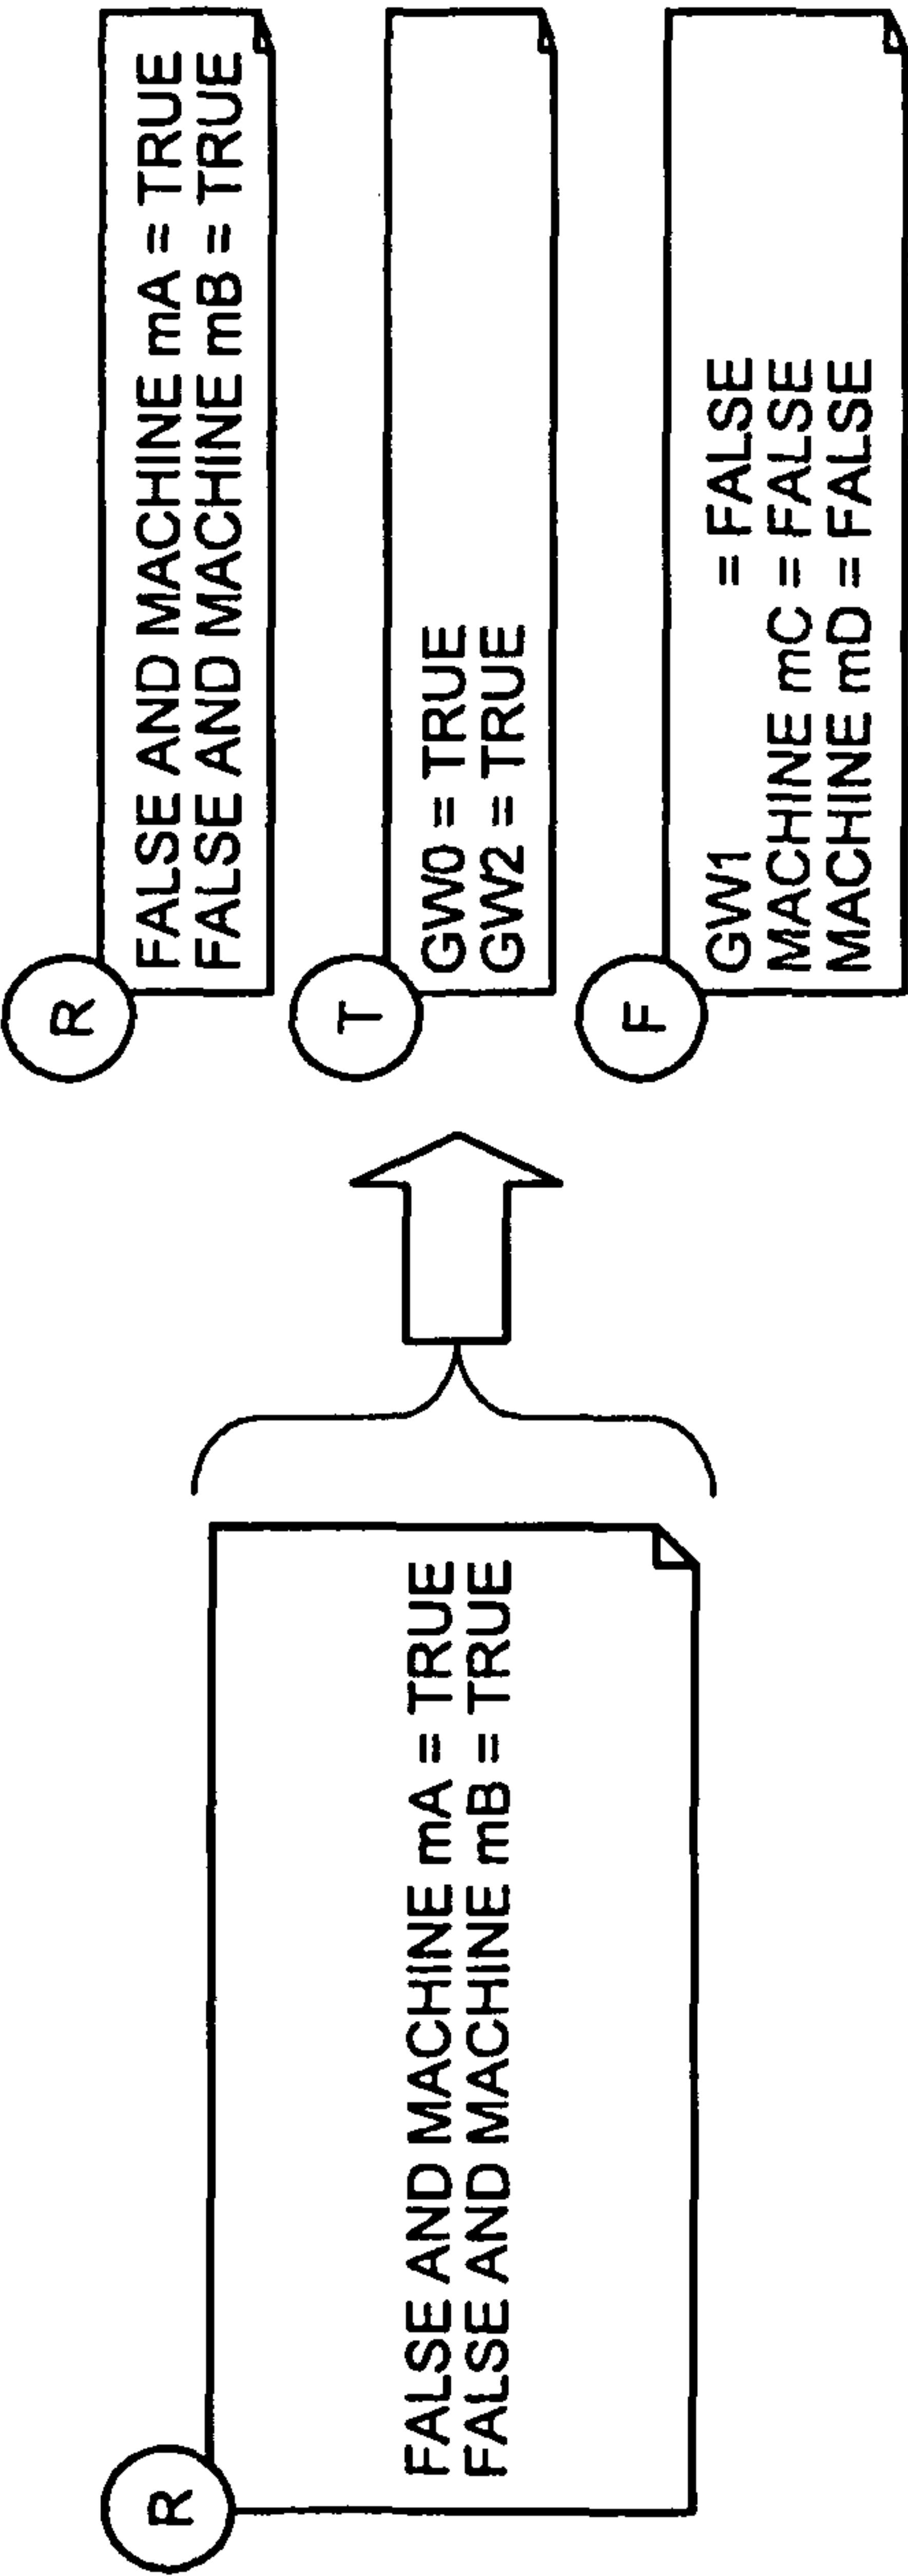 R
FALSE AND MACHINE mA = TRUE
FALSE AND MACHINE mB = TRUE
R
FALSE AND MACHINE mA = TRUE
FALSE AND MACHINE mB = TRUE
T
GW0 = TRUE
GW2 = TRUE
F
GW1 = FALSE
MACHINE mC = FALSE
MACHINE mD = FALSE